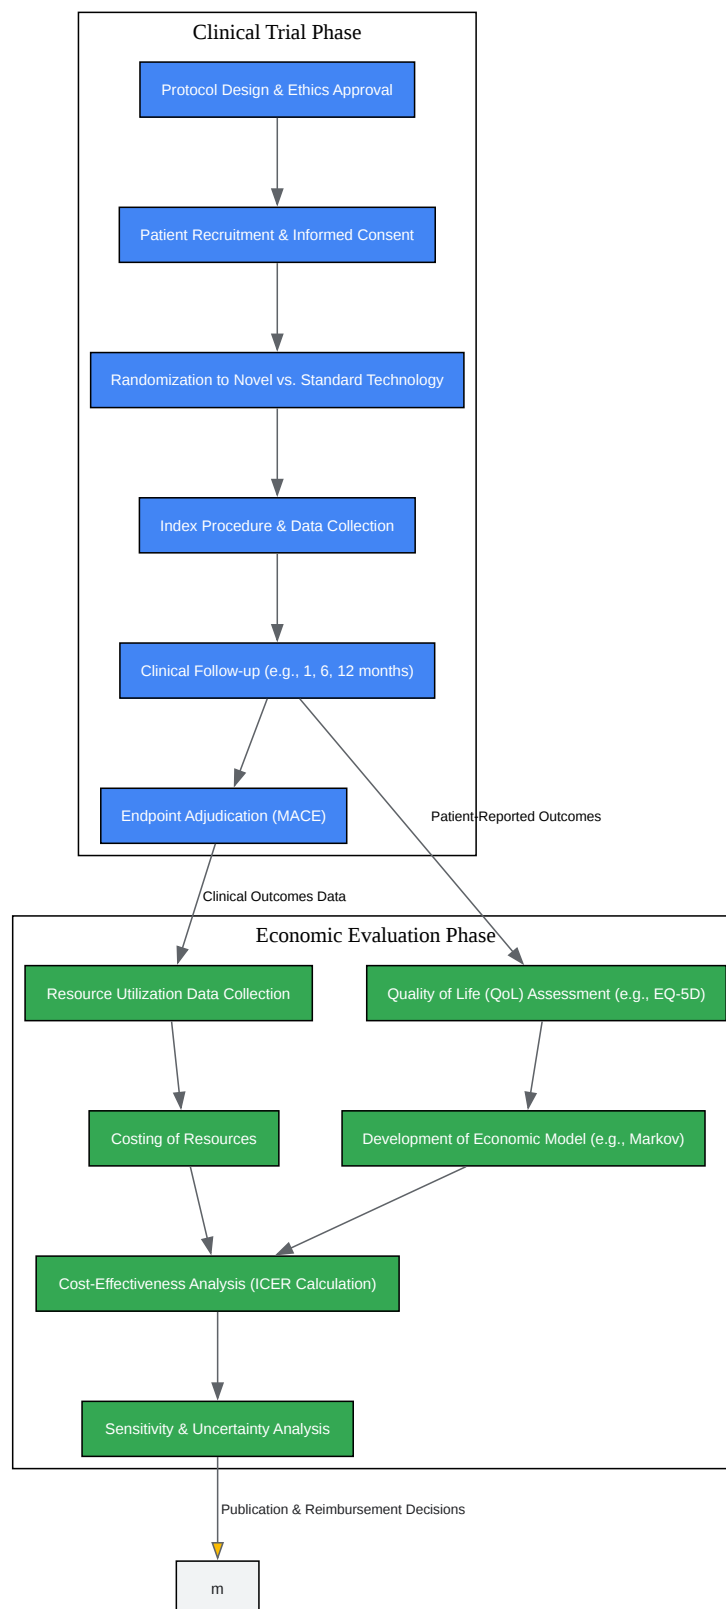 Clinical Trial Phase
Protocol Design & Ethics Approval
Patient Recruitment & Informed Consent
Randomization to Novel vs. Standard Technology
Index Procedure & Data Collection
Clinical Follow-up (e.g., 1, 6, 12 months)
Endpoint Adjudication (MACE)
Patient-Reported Outcomes
Clinical Outcomes Data
Economic Evaluation Phase
Resource Utilization Data Collection
Quality of Life (QoL) Assessment (e.g., EQ-5D)
Costing of Resources
Development of Economic Model (e.g., Markov)
Cost-Effectiveness Analysis (ICER Calculation)
Sensitivity & Uncertainty Analysis
Publication & Reimbursement Decisions
m